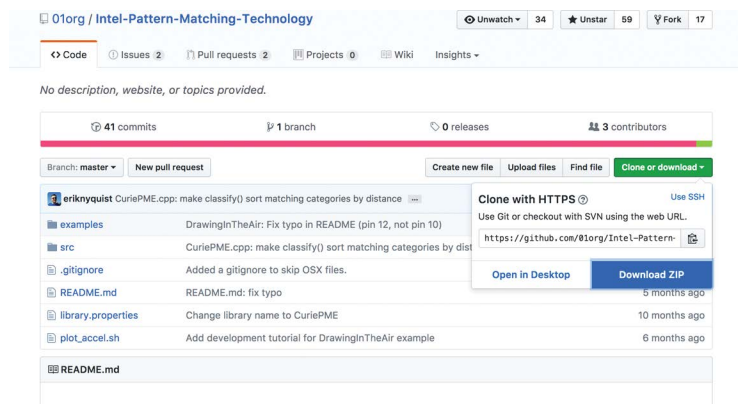 01org / Intel-Pattern-Matching-Technology Unwatch 34 Unstar 59 Fork 17
Code Issues 2 Pull requests 2 Projects 0 Wiki Insights
No description, website, or topics provided.
41 commits 1 branch 0 releases 3 contributors
Branch: master New pull request Create new file Upload files Find file Clone or download
eriknyquist CuriePME.cpp: make classify() sort matching categories by distance ...
Clone with HTTPS ? Use SSH
Use Git or checkout with SVN using the web URL.
https://github.com/01org/Intel-Pattern-
Open in Desktop Download ZIP
examples DrawingInTheAir: Fix typo in README (pin 12, not pin 10)
src CuriePME.cpp: make classify() sort matching categories by dist
.gitignore Added a gitignore to skip OSX files.
README.md README.md: fix typo 5 months ago
library.properties Change library name to CuriePME 10 months ago
plot_accel.sh Add development tutorial for DrawingInTheAir example 6 months ago
README.md